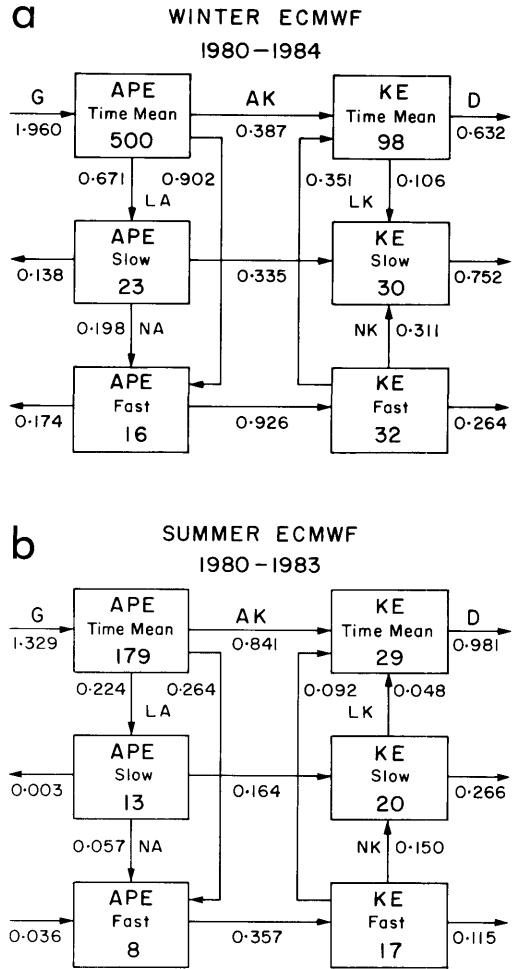 a
WINTER ECMWF
1980-1984
APE
Time Mean
500
KE
Time Mean
98
G
1·960
AK
0·387
D
0·632
0·671
LA
0·902
0·351
LK
0·106
APE
Slow
23
KE
Slow
30
0·138
0·335
0·752
0·198
NA
NK
0·311
APE
Fast
16
KE
Fast
32
0·174
0·926
0·264
b
SUMMER ECMWF
1980-1983
APE
Time Mean
179
KE
Time Mean
29
G
1·329
AK
0·841
D
0·981
0·224
LA
0·264
0·092
LK
0·048
APE
Slow
13
KE
Slow
20
0·003
0·164
0·266
0·057
NA
NK
0·150
APE
Fast
8
KE
Fast
17
0·036
0·357
0·115